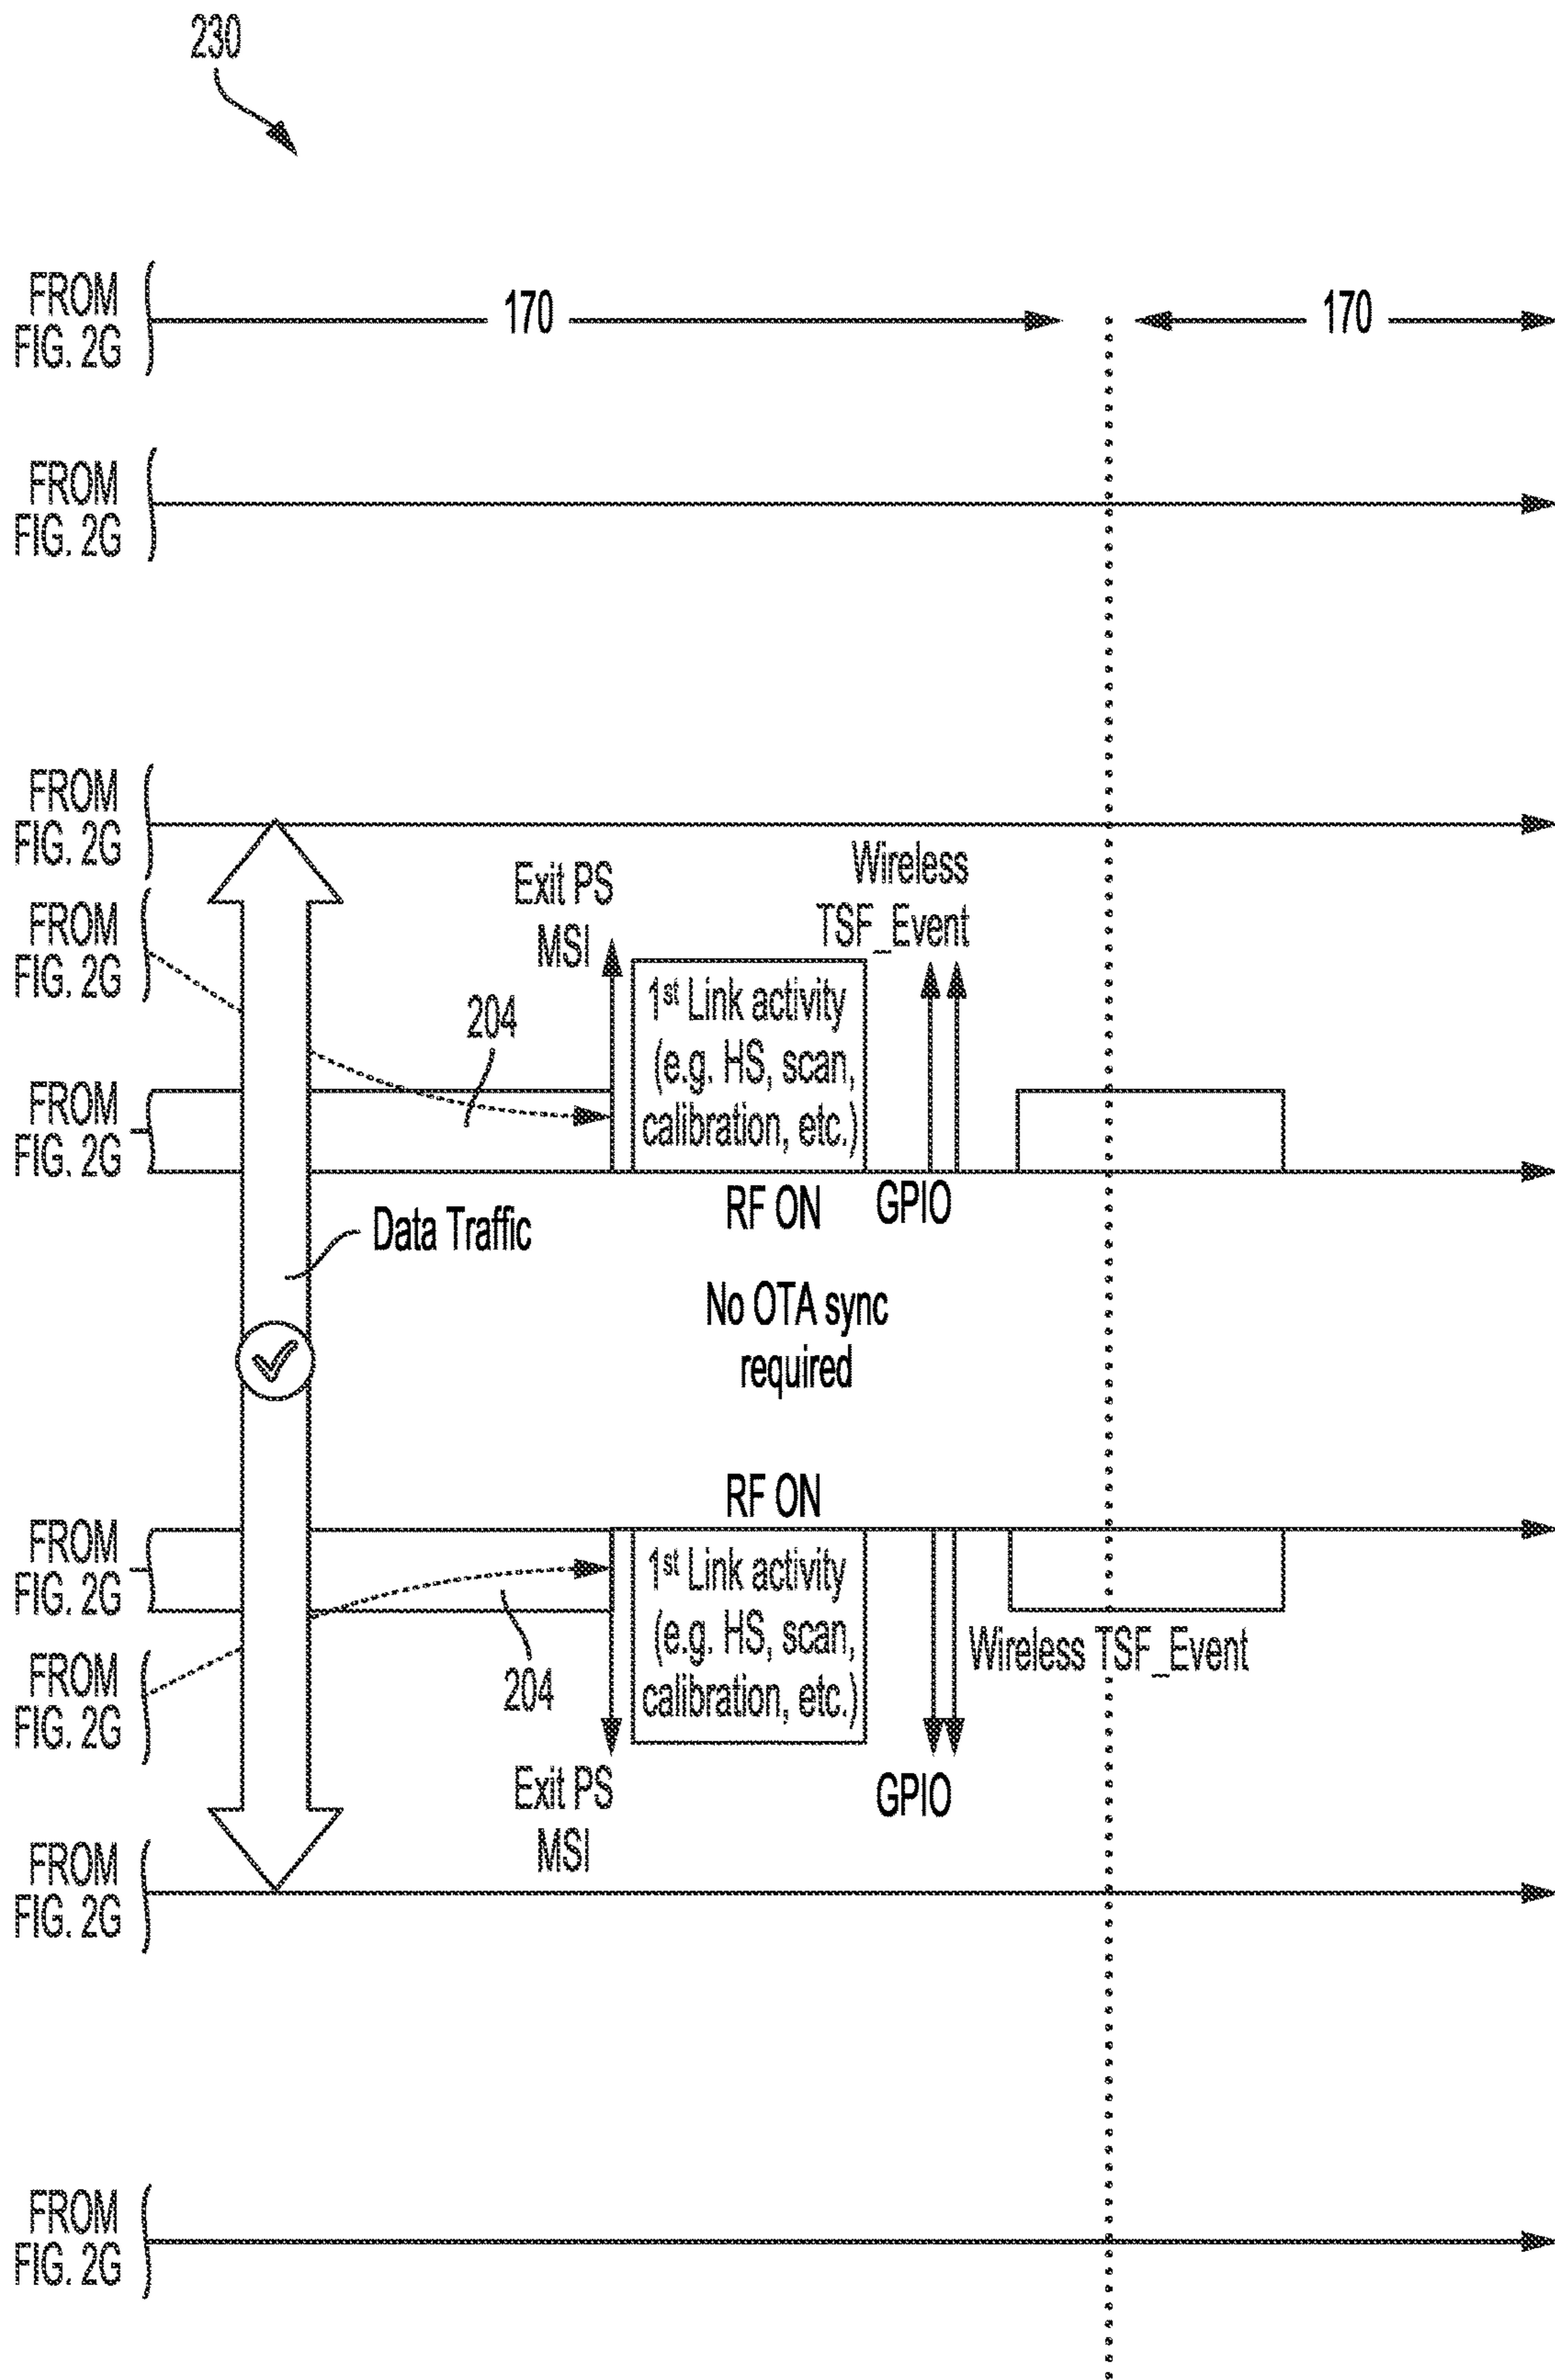 230
FROM
FIG. 2G
170
170
FROM
FIG. 2G
FROM
FIG. 2G
Exit PS
MSI
Wireless
TSF_Event
FROM
FIG. 2G
204
1st Link activity
(e.g. HS, scan,
calibration, etc.)
FROM
FIG. 2G
RF ON
GPIO
Data Traffic
No OTA sync
required
RF ON
FROM
FIG. 2G
1st Link activity
(e.g. HS, scan,
calibration, etc.)
Wireless TSF_Event
FROM
FIG. 2G
204
Exit PS
MSI
GPIO
FROM
FIG. 2G
FROM
FIG. 2G